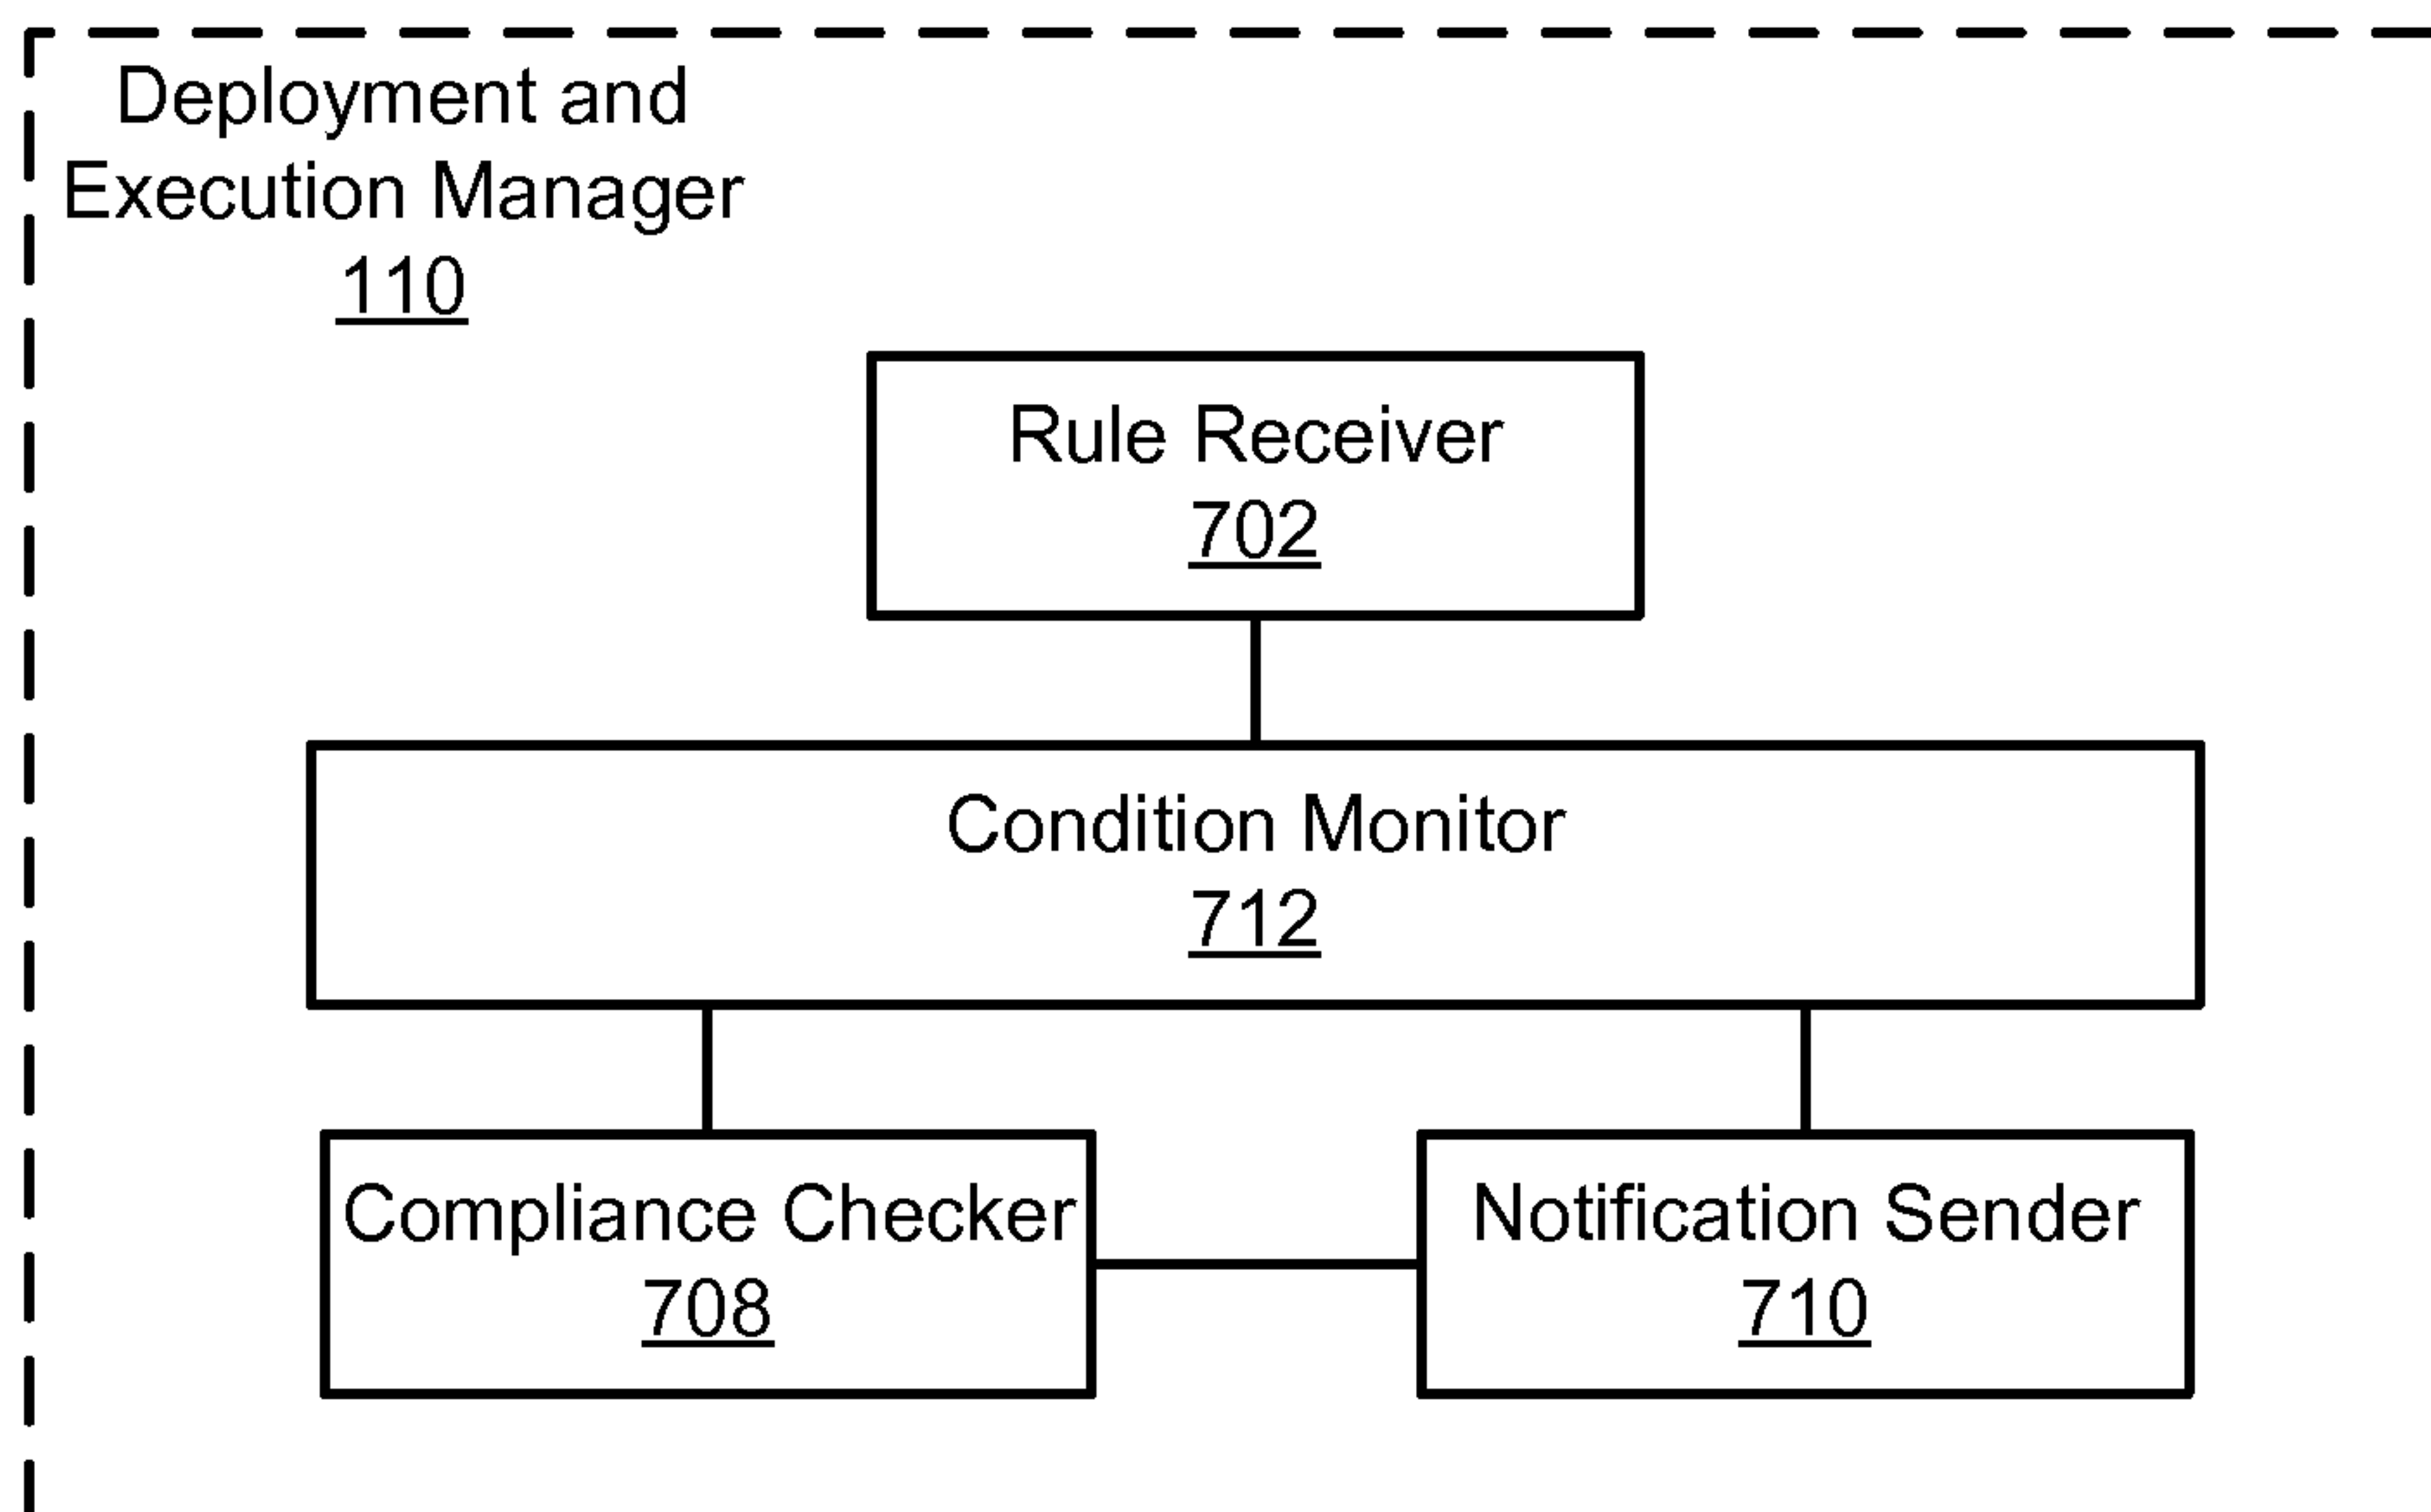 Deployment and
Execution Manager
110
Rule Receiver
702
Condition Monitor
712
Compliance Checker
708
Notification Sender
710